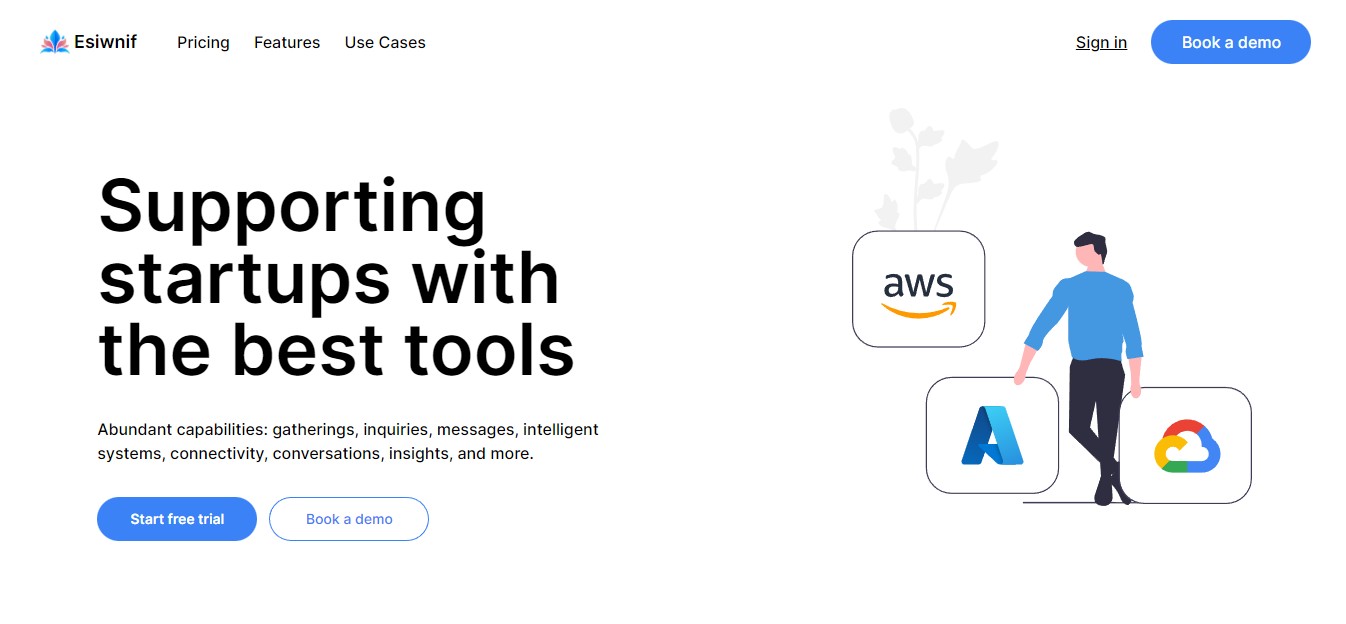 Esiwnif
Pricing
Features
Use Cases
Sign in
Book a demo
Supporting
startups with
the best tools
Abundant capabilities: gatherings, inquiries, messages, intelligent
systems, connectivity, conversations, insights, and more.
Start free trial
Book a demo
aws